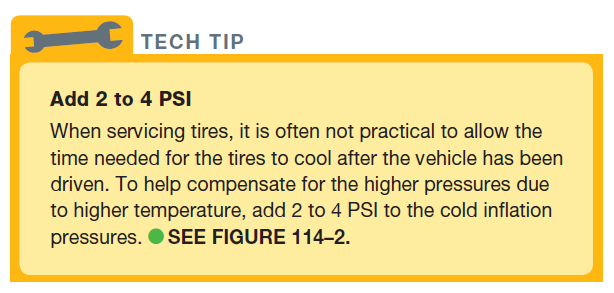 TECH TIP
Add 2 to 4 PSI
When servicing tires, it is often not practical to allow the
time needed for the tires to cool after the vehicle has been
driven. To help compensate for the higher pressures due
to higher temperature, add 2 to 4 PSI to the cold inflation
pressures. ● SEE FIGURE 114–2.